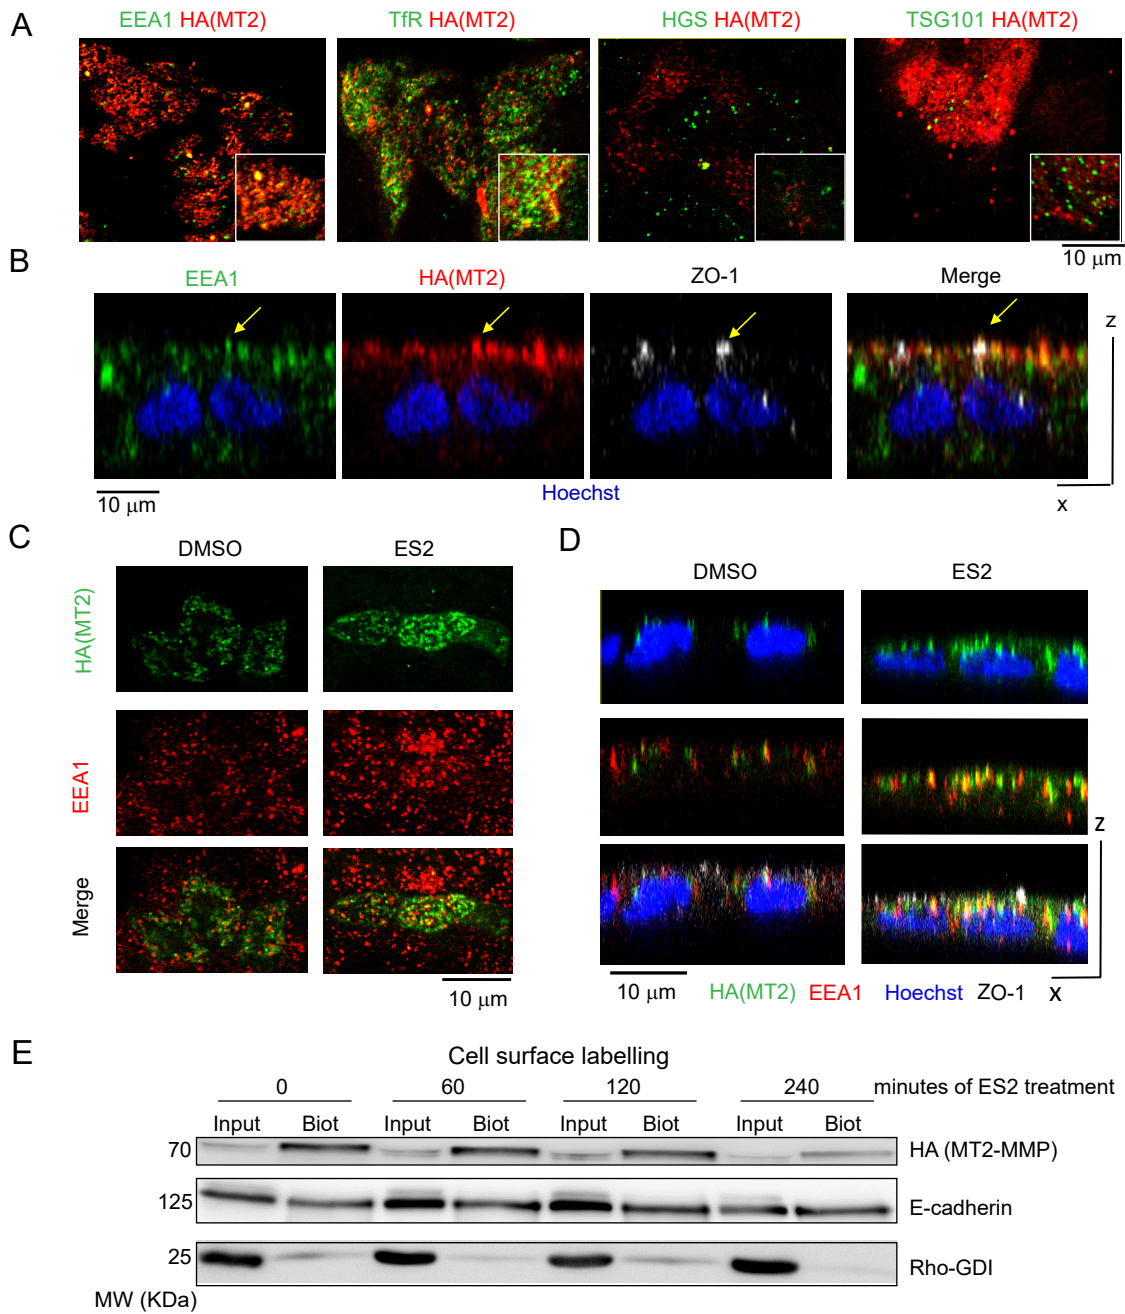 A
EEA1 HA(MT2)
TfR HA(MT2)
HGS HA(MT2)
TSG101 HA(MT2)
10 μm
B
EEA1
HA(MT2)
ZO-1
Merge
z
10 μm
Hoechst
x
C
DMSO
ES2
HA(MT2)
EEA1
Merge
10 μm
D
DMSO
ES2
z
10 μm
HA(MT2) EEA1 Hoechst ZO-1 x
E
Cell surface labelling
0 60 120 240 minutes of ES2 treatment
Input Biot Input Biot Input Biot Input Biot
70 HA (MT2-MMP)
125 E-cadherin
25 Rho-GDI
MW (KDa)